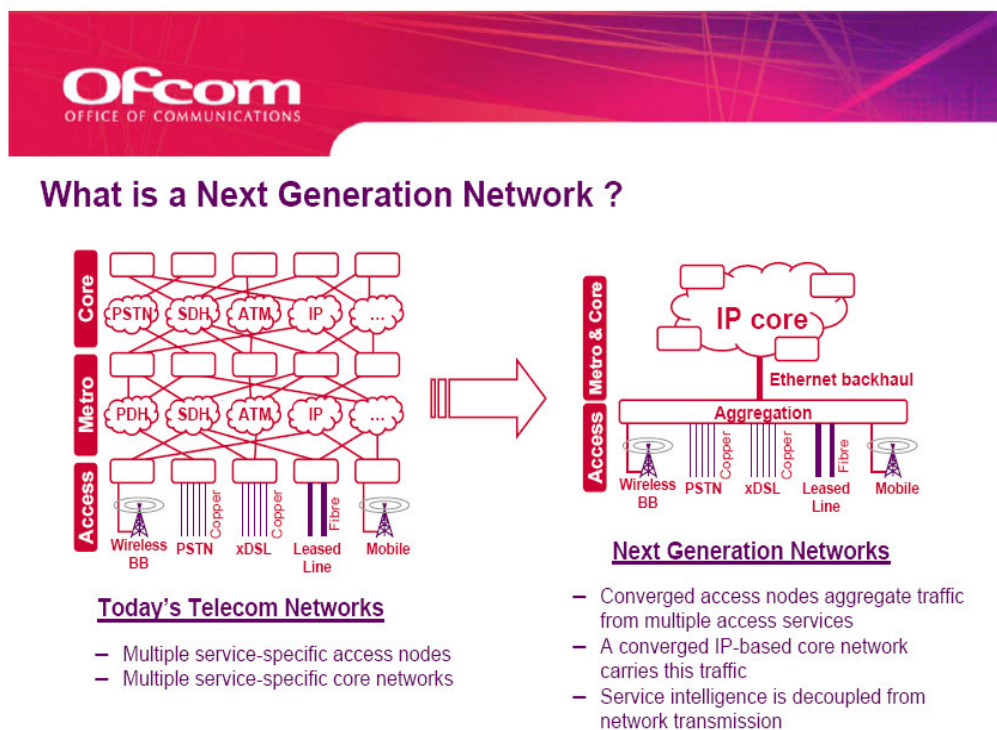 Ofcom
OFFICE OF COMMUNICATIONS
What is a Next Generation Network ?
Core
PSTN SDH ATM IP ...
Metro
PDH SDH ATM IP ...
Access
Copper
Copper
Fibre
Wireless
BB
PSTN
xDSL
Leased
Line
Mobile
Today's Telecom Networks
– Multiple service-specific access nodes
– Multiple service-specific core networks
Metro & Core
IP core
Ethernet backhaul
Access
Aggregation
Copper
Copper
Fibre
Wireless
BB
PSTN
xDSL
Leased
Line
Mobile
Next Generation Networks
– Converged access nodes aggregate traffic
from multiple access services
– A converged IP-based core network
carries this traffic
– Service intelligence is decoupled from
network transmission